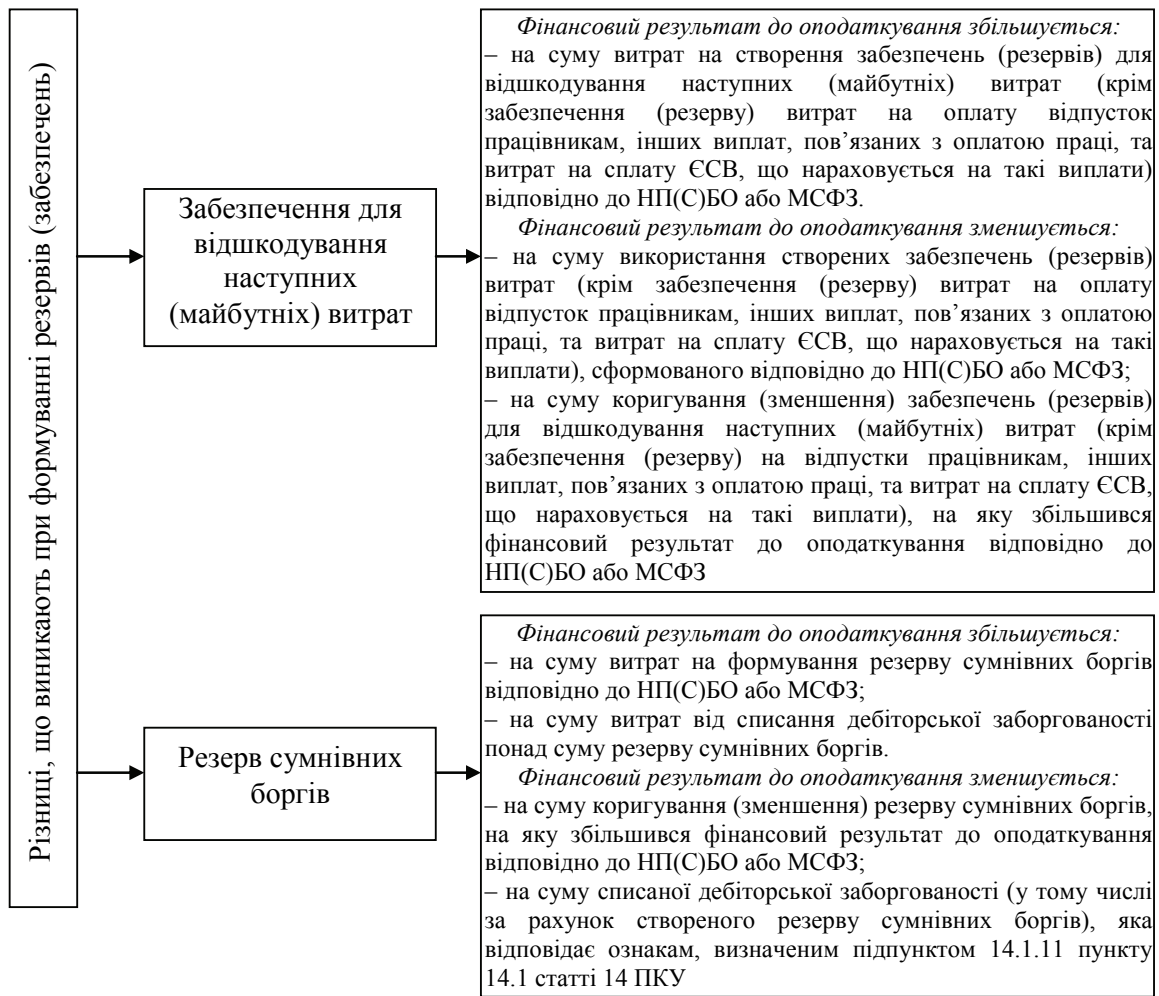 Різниці, що виникають при формуванні резервів (забезпечень)
Забезпечення для
відшкодування
наступних
(майбутніх) витрат
Фінансовий результат до оподаткування збільшується:
– на суму витрат на створення забезпечень (резервів) для
відшкодування наступних (майбутніх) витрат (крім
забезпечення (резерву) витрат на оплату відпусток
працівникам, інших виплат, пов’язаних з оплатою праці, та
витрат на сплату ЄСВ, що нараховується на такі виплати)
відповідно до НП(С)БО або МСФЗ.
Фінансовий результат до оподаткування зменшується:
– на суму використання створених забезпечень (резервів)
витрат (крім забезпечення (резерву) витрат на оплату
відпусток працівникам, інших виплат, пов’язаних з оплатою
праці, та витрат на сплату ЄСВ, що нараховується на такі
виплати), сформованого відповідно до НП(С)БО або МСФЗ;
– на суму коригування (зменшення) забезпечень (резервів)
для відшкодування наступних (майбутніх) витрат (крім
забезпечення (резерву) на відпустки працівникам, інших
виплат, пов’язаних з оплатою праці, та витрат на сплату ЄСВ,
що нараховується на такі виплати), на яку збільшився
фінансовий результат до оподаткування відповідно до
НП(С)БО або МСФЗ
Резерв сумнівних
боргів
Фінансовий результат до оподаткування збільшується:
– на суму витрат на формування резерву сумнівних боргів
відповідно до НП(С)БО або МСФЗ;
– на суму витрат від списання дебіторської заборгованості
понад суму резерву сумнівних боргів.
Фінансовий результат до оподаткування зменшується:
– на суму коригування (зменшення) резерву сумнівних боргів,
на яку збільшився фінансовий результат до оподаткування
відповідно до НП(С)БО або МСФЗ;
– на суму списаної дебіторської заборгованості (у тому числі
за рахунок створеного резерву сумнівних боргів), яка
відповідає ознакам, визначеним підпунктом 14.1.11 пункту
14.1 статті 14 ПКУ